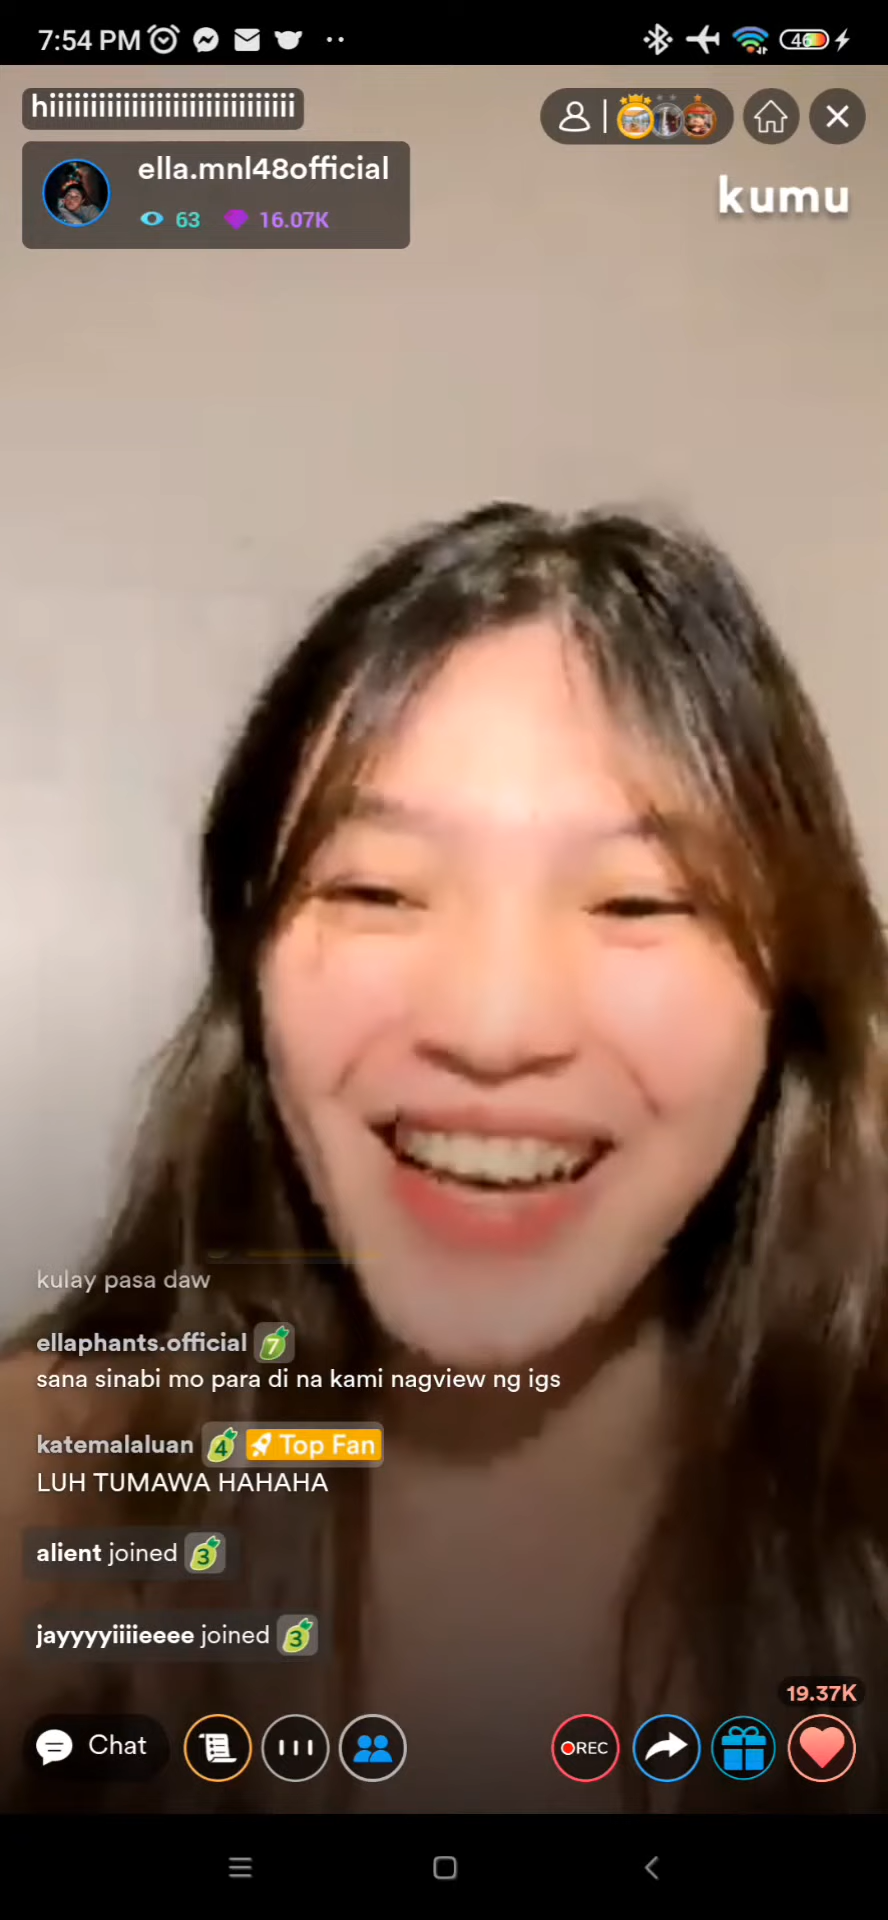 7:54 PM
46
hiiiiiiiiiiiiiiiiiiiiiiiiiiiiii
ella.mnl48official
63 16.07K
kumu
kulay pasa daw
ellaphants.official 7
sana sinabi mo para di na kami nagview ng igs
katemalaluan 4 Top Fan
LUH TUMAWA HAHAHA
alient joined 3
jayyyyiiiieeee joined 3
19.37K
Chat
REC